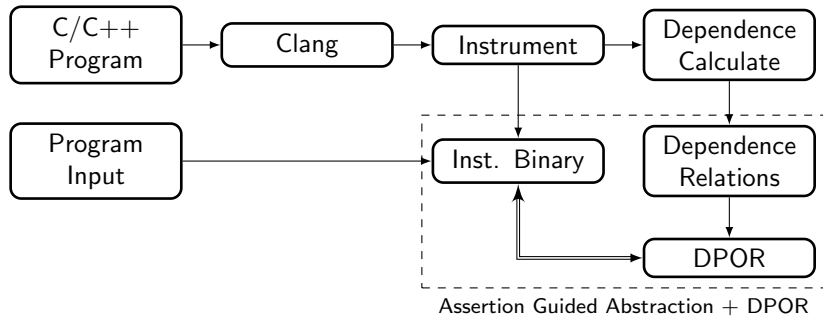 C/C++
Program
Clang
Instrument
Dependence
Calculate
Program
Input
Inst. Binary
Dependence
Relations
DPOR
Assertion Guided Abstraction + DPOR